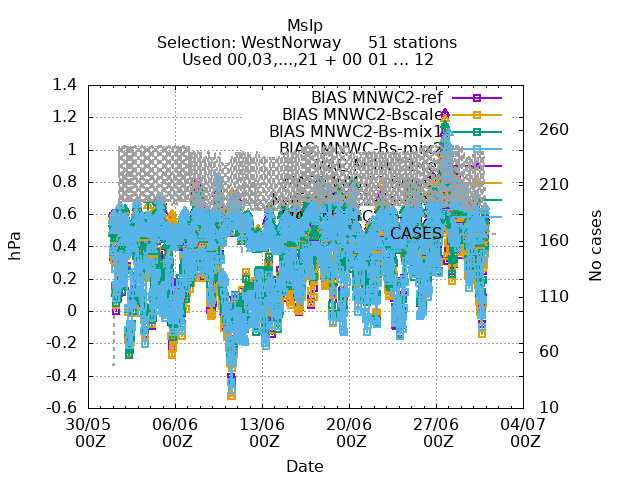 Mslp
Selection: WestNorway 51 stations
Used 00,03,...,21 + 00 01 ... 12
BIAS MNWC2-ref
BIAS MNWC2-Bscale
BIAS MNWC2-Bs-mix1
BIAS MNWC-Bs-mix2
CASES
1.4
1.2
1
0.8
0.6
0.4
0.2
0
-0.2
-0.4
-0.6
hPa
260
210
160
110
60
10
No cases
30/05 06/06 13/06 20/06 27/06 04/07
00Z 00Z 00Z 00Z 00Z 00Z
Date